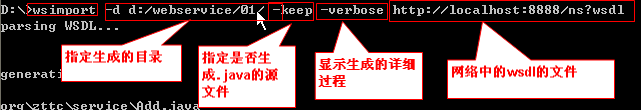 D:\>wsimport -d d:/webservice/01/ -keep -verbose http://localhost:8888/ns?wsdl
parsing WSDL...
指定生成的目录
指定是否生成.java的源文件
显示生成的详细过程
网络中的wsdl的文件
generati
org\zttc\service\Add.java